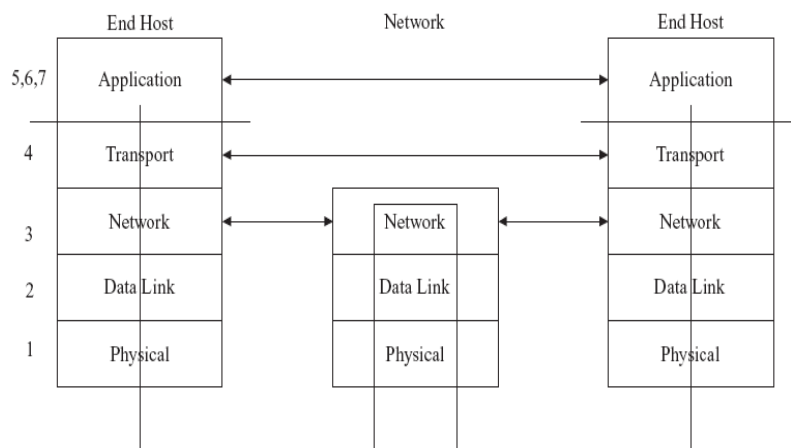 End Host Network End Host
5,6,7 Application Application
4 Transport Transport
3 Network Network Network
2 Data Link Data Link Data Link
1 Physical Physical Physical